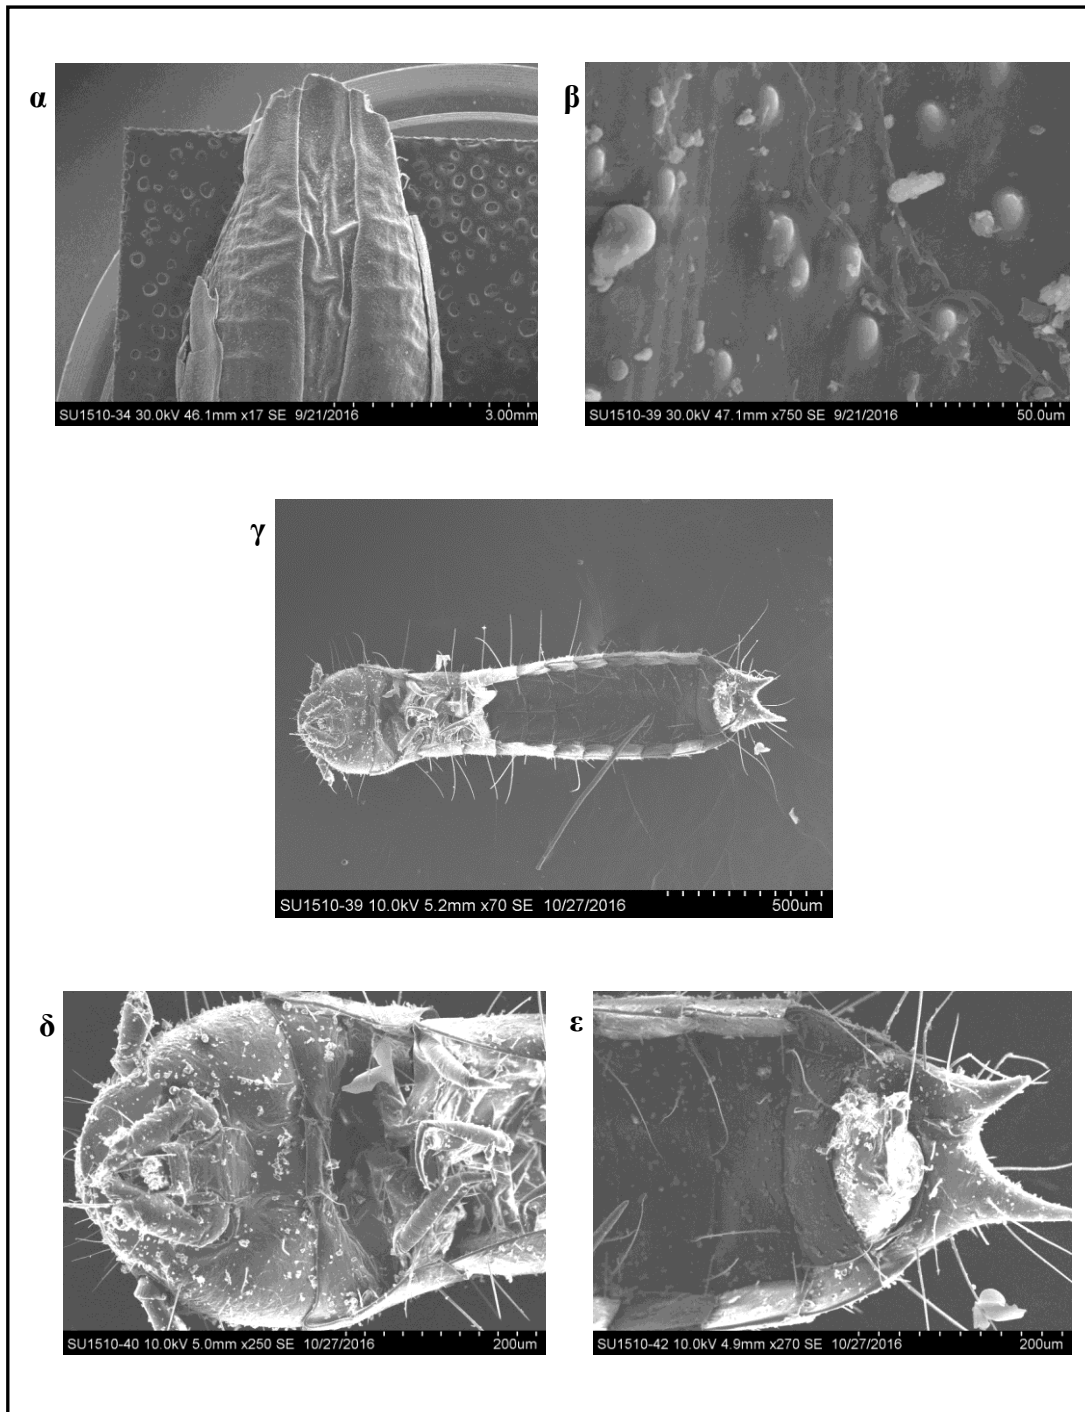 α
SU1510-34 30.0kV 46.1mm x17 SE 9/21/2016 3.00mm
β
SU1510-39 30.0kV 47.1mm x750 SE 9/21/2016 50.0um
γ
SU1510-39 10.0kV 5.2mm x70 SE 10/27/2016 500um
δ
SU1510-40 10.0kV 5.0mm x250 SE 10/27/2016 200um
ε
SU1510-42 10.0kV 4.9mm x270 SE 10/27/2016 200um